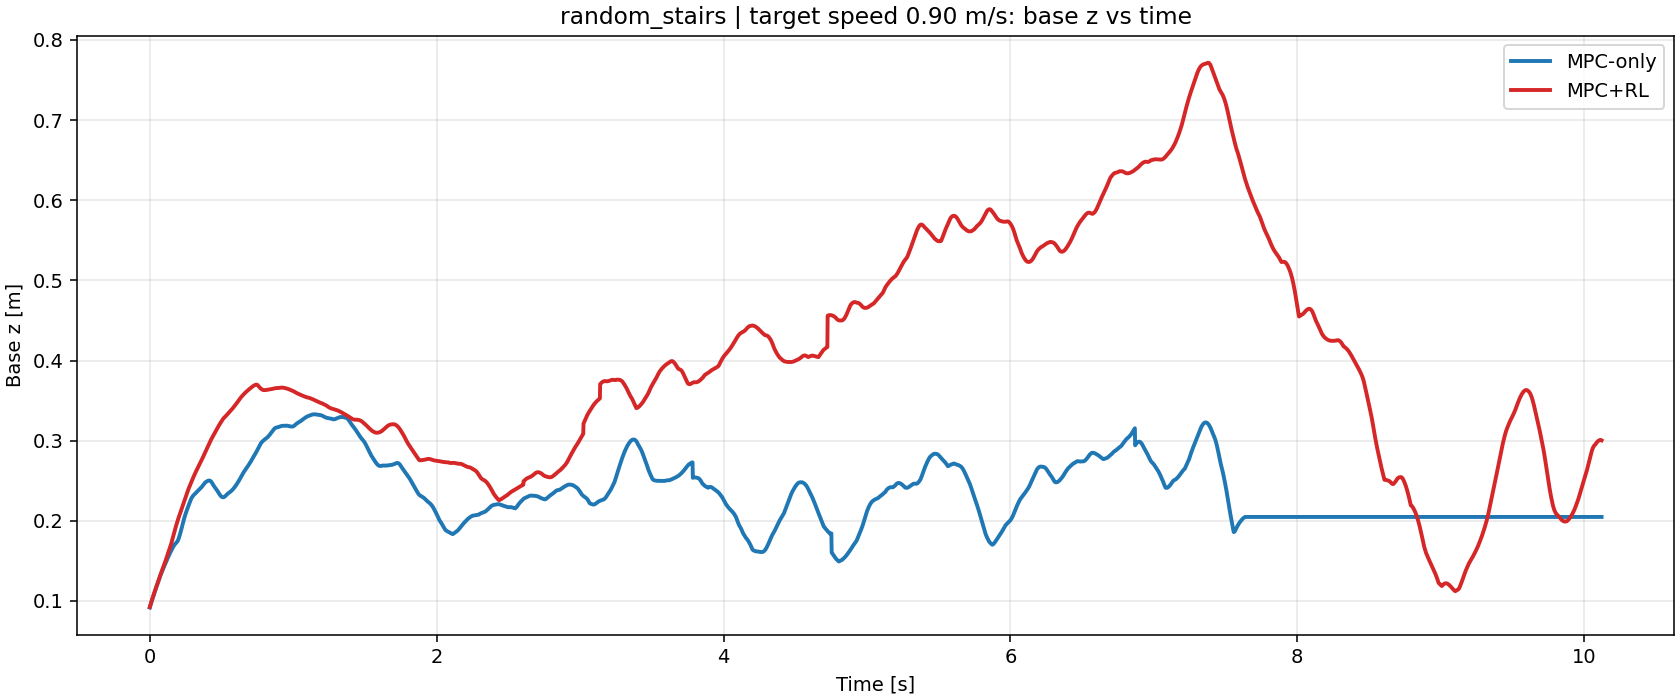 random_stairs | target speed 0.90 m/s: base z vs time
MPC-only
MPC+RL
Base z [m]
0.8
0.7
0.6
0.5
0.4
0.3
0.2
0.1
0 2 4 6 8 10
Time [s]